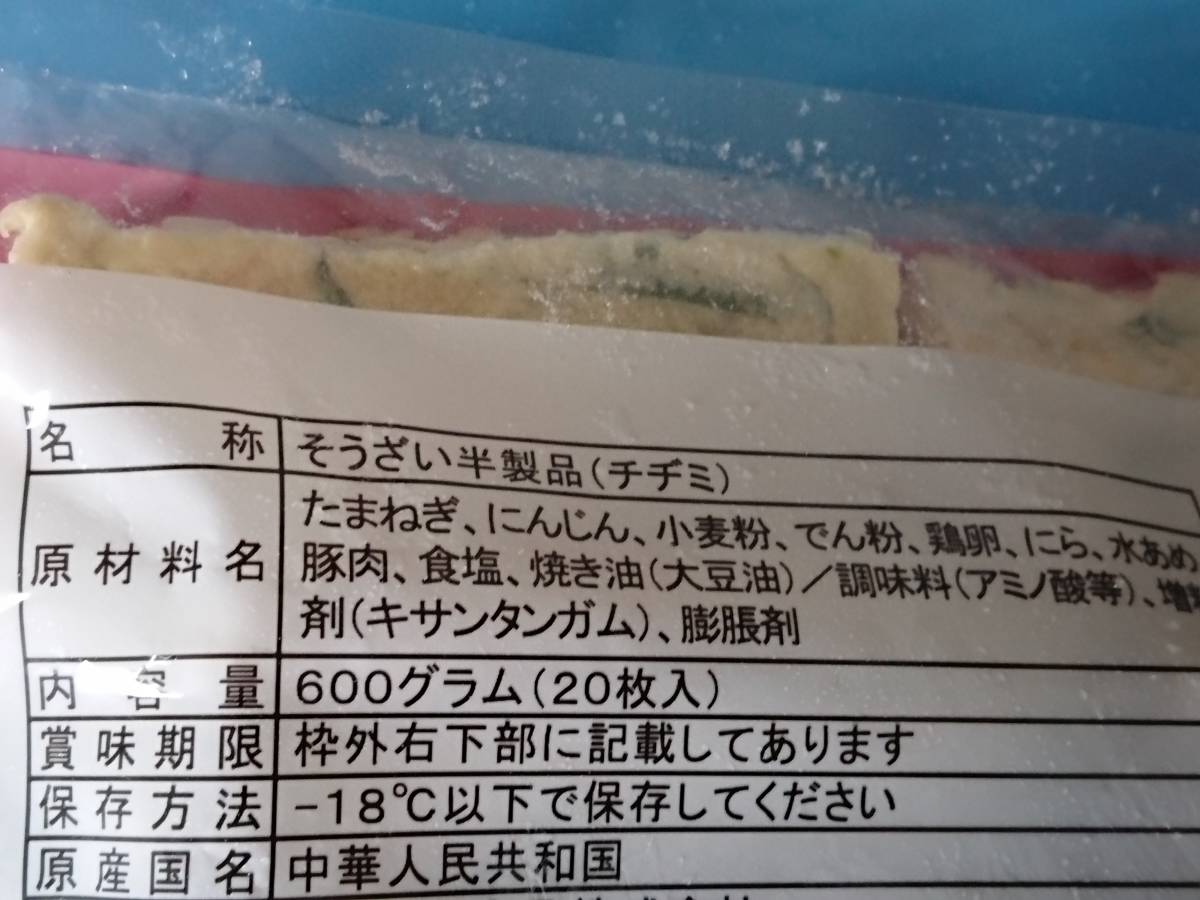 名称 そうざい半製品(チヂミ)
原材料名 たまねぎ、にんじん、小麦粉、でん粉、鶏卵、にら、水あめ
豚肉、食塩、焼き油(大豆油)/調味料(アミノ酸等)、増
剤(キサンタンガム)、膨脹剤
内容量 600グラム(20枚入)
賞味期限 枠外右下部に記載してあります
保存方法 -18℃以下で保存してください
原産国名 中華人民共和国